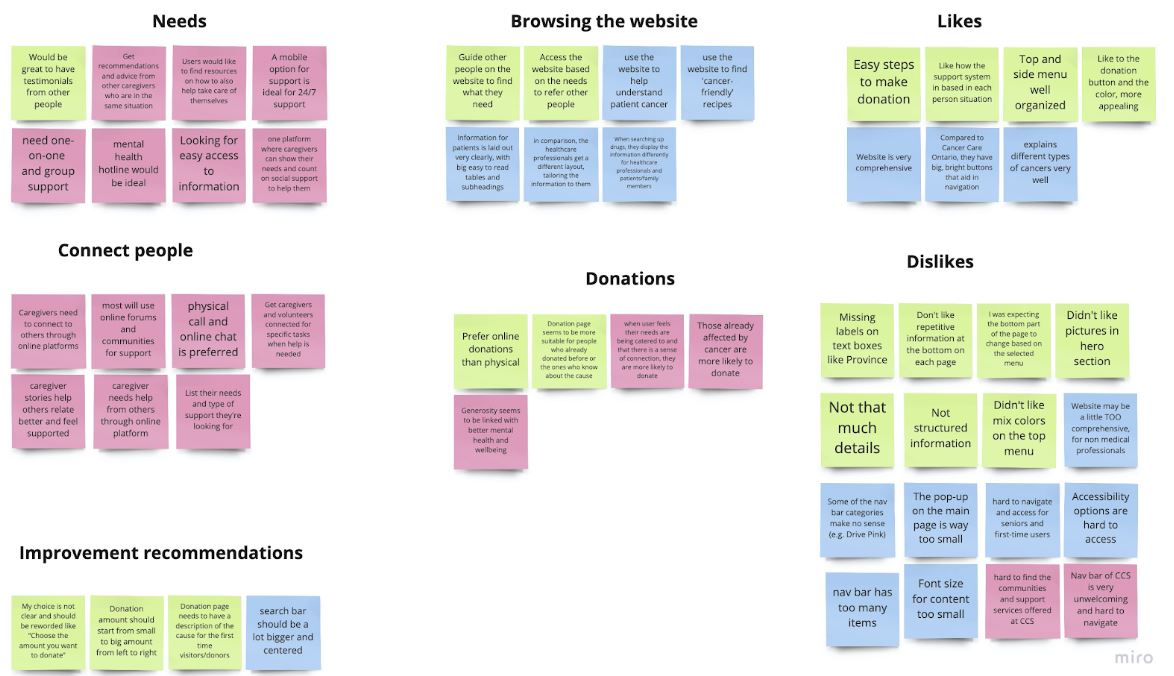 Needs
Would be
great to have
testimonials
from other
people
Get
recommendations
and advice from
other caregivers
who are in the
same situation
Users would like
to find resources
on how to also
help take care of
themselves
A mobile
option for
support is
ideal for 24/7
support
need one-
on-one
and group
support
mental
health
hotline would
be ideal
Looking for
easy access
to
information
one platform
where caregivers
can show their
needs and count
on social support
to help them
Browsing the website
Guide other
people on the
website to find
what they
need
Access the
website based
on the needs
to refer other
people
use the
website to
help
understand
patient cancer
use the
website to find
'cancer-
friendly'
recipes
Information for
patients is laid out
very clearly, with
big easy to read
tables and
subheadings
in comparison, the
healthcare
professionals get a
different layout,
tailoring the
information to them
When searching up
drugs, they display the
information differently
for healthcare
professionals and
patients/family
members
Likes
Easy steps
to make
donation
Like how the
support system
in based in each
person situation
Top and
side menu
well
organized
Like to the
donation
button and the
color, more
appealing
Website is very
comprehensive
Compared to
Cancer Care
Ontario, they have
big, bright buttons
that aid in
navigation
explains
different types
of cancers very
well
Connect people
Caregivers need
to connect to
others through
online platforms
most will use
online forums
and
communities
for support
physical
call and
online chat
is preferred
Get caregivers
and volunteers
connected for
specific tasks
when help is
needed
caregiver
stories help
others relate
better and feel
supported
caregiver
needs help
from others
through online
platform
List their needs
and type of
support they're
looking for
Donations
Prefer online
donations
than physical
Donation page
seems to be more
suitable for people
who already
donated before or
the ones who know
about the cause
when user feels
their needs are
being catered to and
that there is a sense
of connection, they
are more likely to
donate
Those already
affected by
cancer are
more likely to
donate
Generosity seems
to be linked with
better mental
health and
wellbeing
Dislikes
Missing
labels on
text boxes
like Province
Don't like
repetitive
information at
the bottom on
each page
I was expecting
the bottom part of
the page to
change based on
the selected
menu
Didn't like
pictures in
hero
section
Not that
much
details
Not
structured
information
Didn't like
mix colors
on the top
menu
Website may be
a little TOO
comprehensive,
for non medical
professionals
Some of the nav
bar categories
make no sense
(e.g. Drive Pink)
The pop-up
on the main
page is way
too small
hard to navigate
and access for
seniors and
first-time users
Accessibility
options are
hard to
access
nav bar has
too many
items
Font size
for content
too small
hard to find the
communities
and support
services offered
at CCS
Nav bar of CCS
is very
unwelcoming
and hard to
navigate
Improvement recommendations
My choice is not
clear and should
be reworded like
"Choose the
amount you want
to donate"
Donation
amount should
start from small
to big amount
from left to right
Donation page
needs to have a
description of the
cause for the first
time
visitors/donors
search bar
should be a
lot bigger and
centered
miro